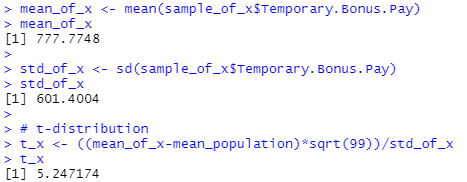 > mean_of_x <- mean(sample_of_x$Temporary.Bonus.Pay)
> mean_of_x
[1] 777.7748
>
> std_of_x <- sd(sample_of_x$Temporary.Bonus.Pay)
> std_of_x
[1] 601.4004
>
> # t-distribution
> t_x <- ((mean_of_x-mean_population)*sqrt(99))/std_of_x
> t_x
[1] 5.247174